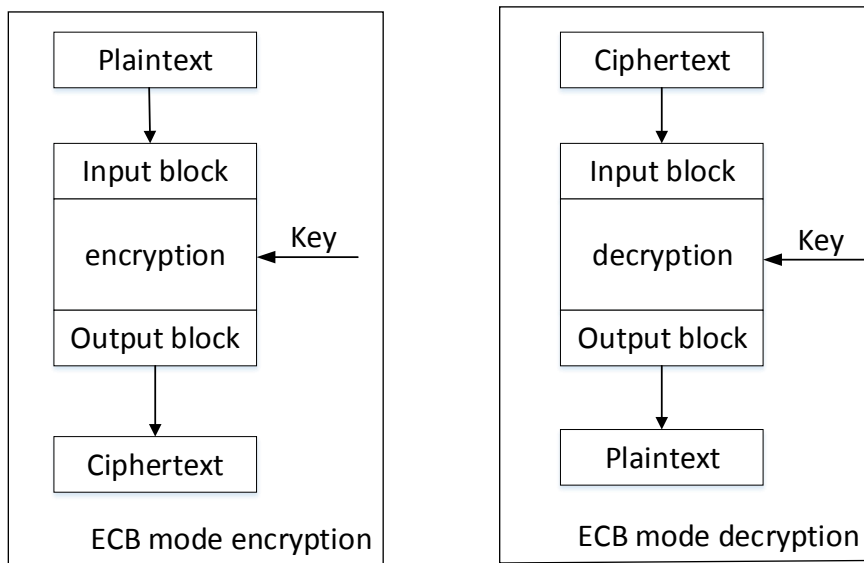 Plaintext
Input block
encryption
Key
Output block
Ciphertext
ECB mode encryption
Ciphertext
Input block
decryption
Key
Output block
Plaintext
ECB mode decryption